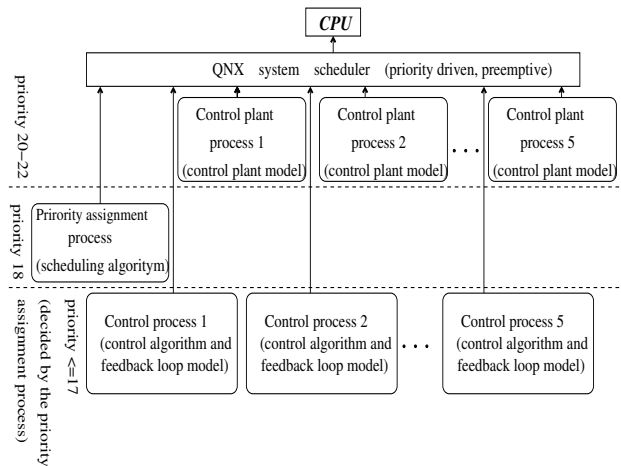 CPU
QNX system scheduler (priority driven, preemptive)
priority 20-22
Control plant
process 1
(control plant model)
Control plant
process 2
(control plant model)
. . .
Control plant
process 5
(control plant model)
priority 18
Prirority assignment
process
(scheduling algoritym)
priority <=17
(decided by the priority
assignment process)
Control process 1
(control algorithm and
feedback loop model)
Control process 2
(control algorithm and
feedback loop model)
. . .
Control process 5
(control algorithm and
feedback loop model)